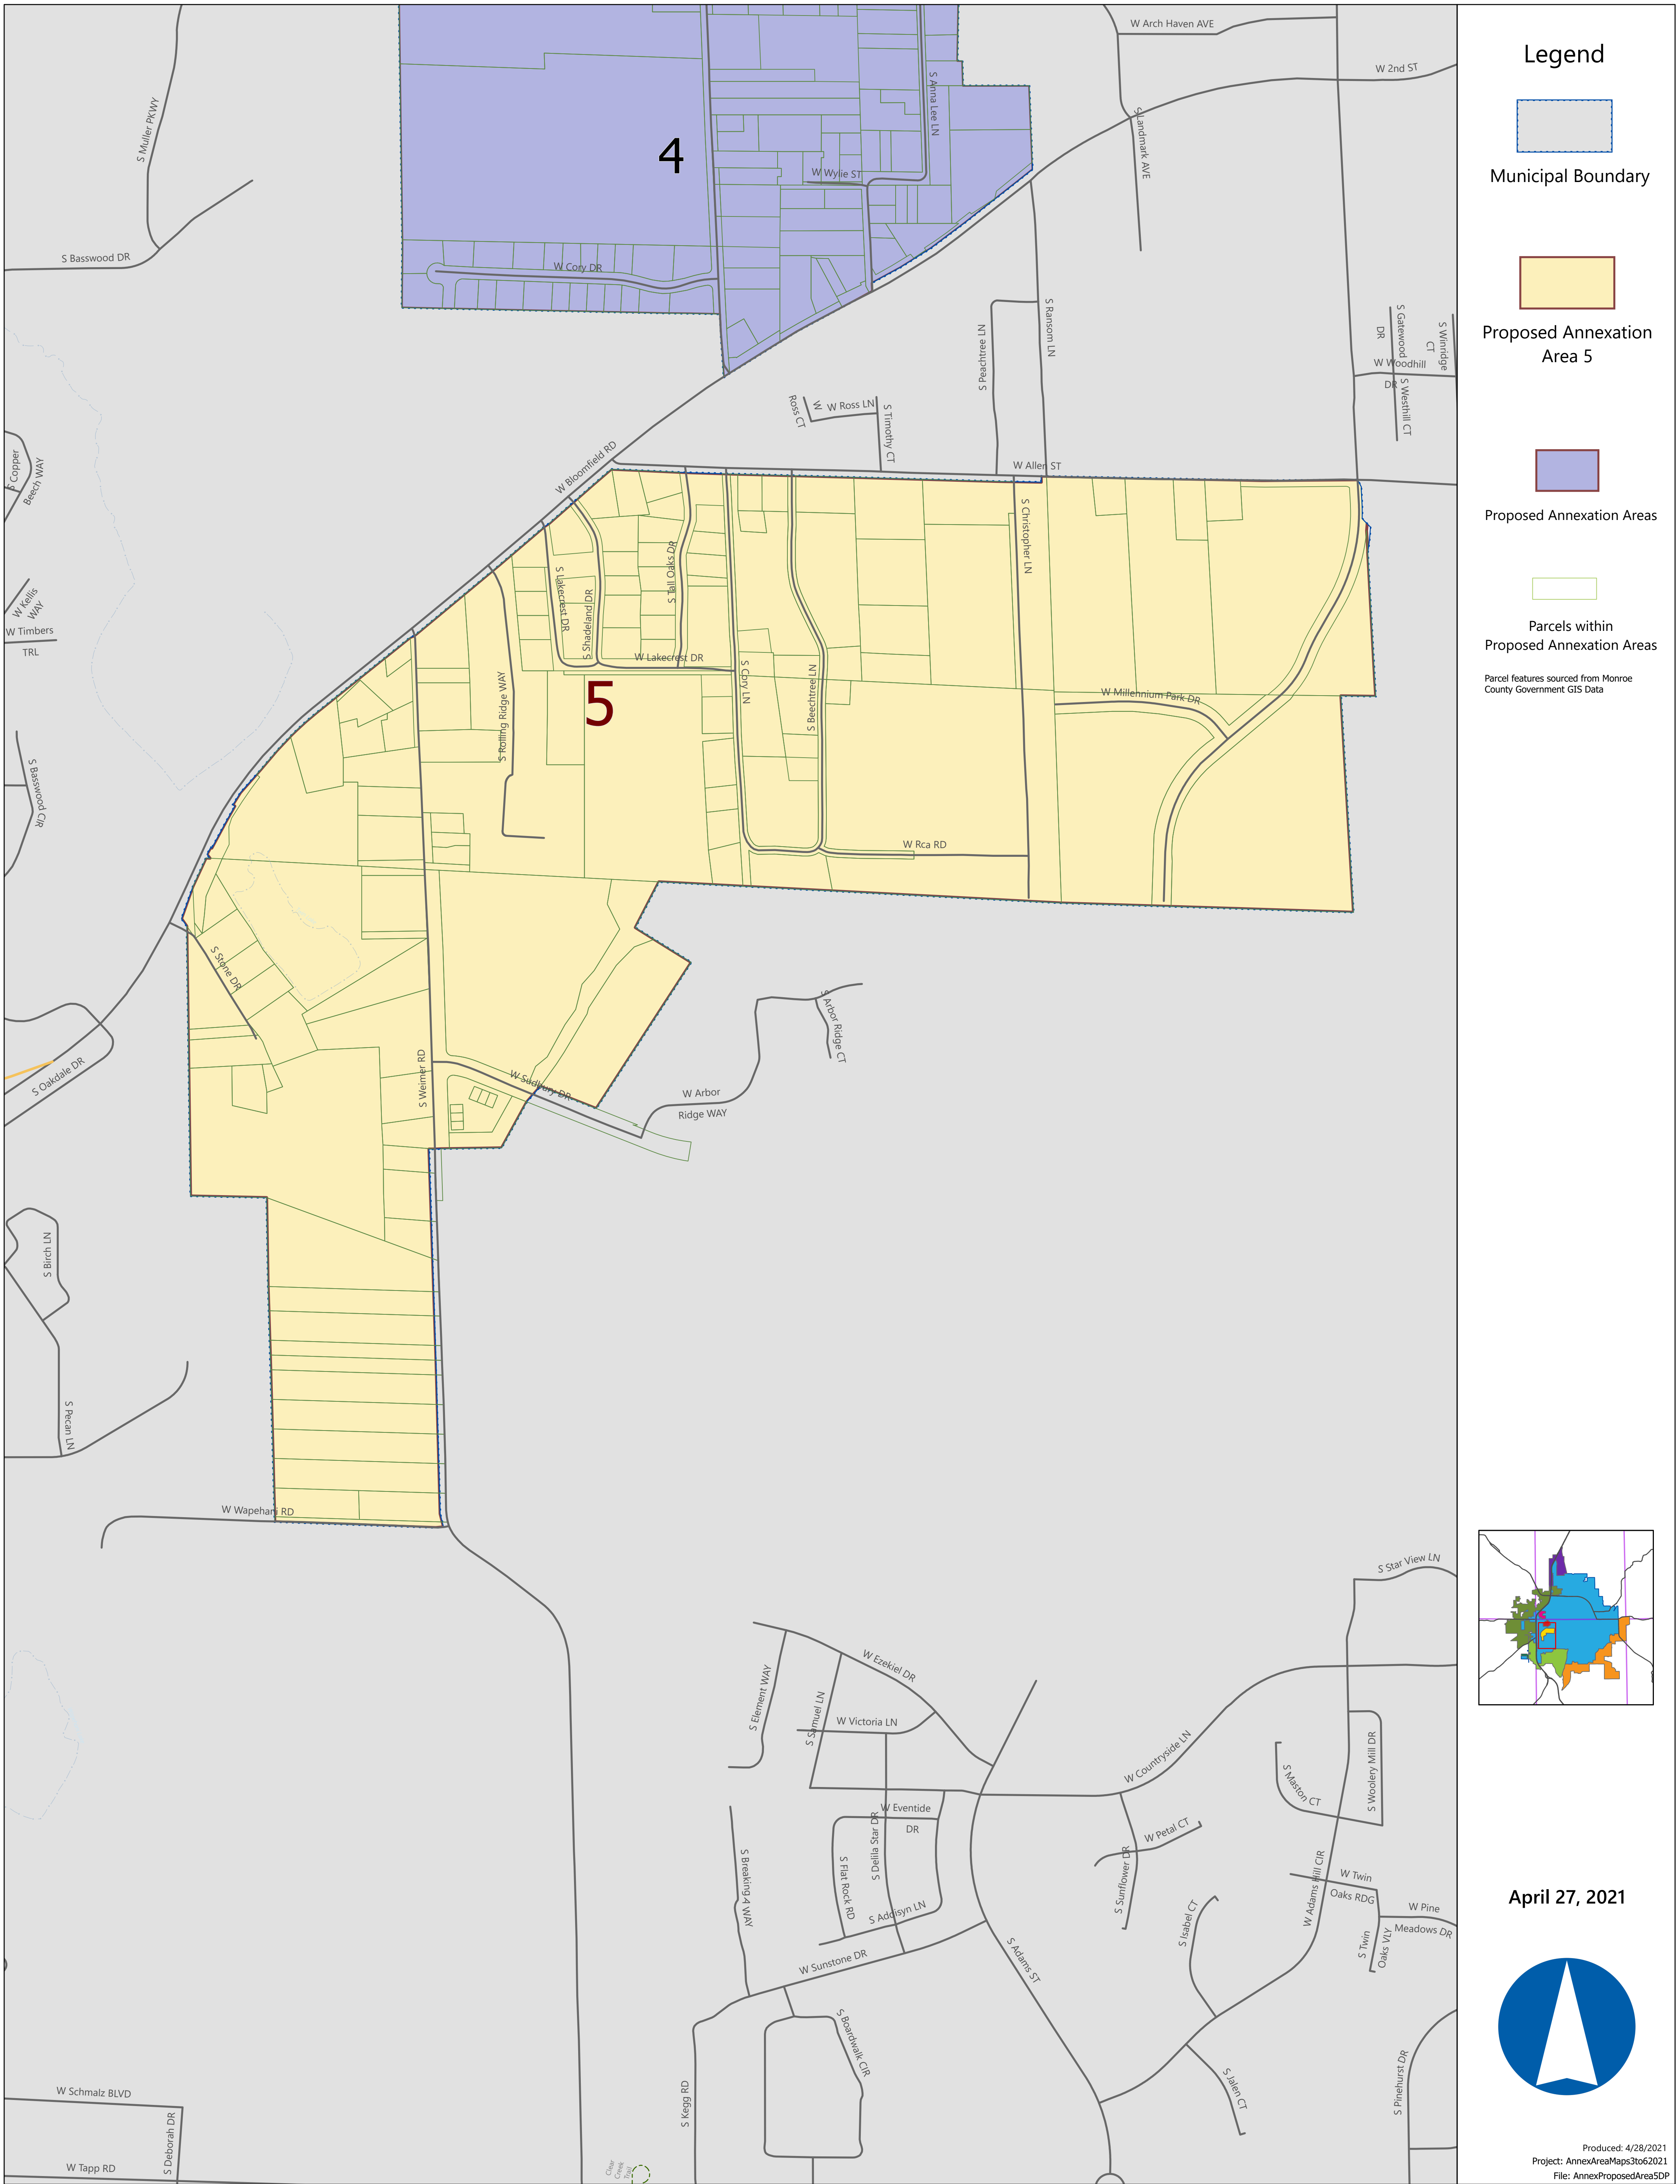 W Arch Haven AVE
W 2nd ST
S Muller PKWY
S Anna Lee LN
S Landmark AVE
4
W Wylie ST
S Basswood DR
W Cory DR
S Ransom LN
S Peachtree LN
S Gatewood
DR
S Winridge
CT
W Woodhill
DR
S Westhill CT
Ross CT
W
W Ross LN
S Timothy CT
W Bloomfield RD
W Allen ST
S Copper
Beech WAY
S Christopher LN
S Tall Oaks DR
S Lakecrest DR
S Shadeland DR
W Kellis
WAY
W Timbers
TRL
W Lakecrest DR
S Cory LN
S Beechtree LN
S Rolling Ridge WAY
5
W Millennium Park DR
S Basswood CIR
W Rca RD
S Stone DR
S Arbor Ridge CT
S Oakdale DR
S Weimer RD
W Sudbury DR
W Arbor
Ridge WAY
S Birch LN
S Pecan LN
W Wapehani RD
S Star View LN
W Ezekiel DR
S Element WAY
S Samuel LN
W Victoria LN
W Countryside LN
S Woolery Mill DR
S Maston CT
W Eventide
DR
S Delila Star DR
W Petal CT
S Sunflower DR
S Flat Rock RD
S Breaking A WAY
W Adams Hill CIR
W Twin
Oaks RDG
W Pine
Meadows DR
S Addisyn LN
S Isabel CT
S Twin
Oaks VLY
W Sunstone DR
S Adams ST
S Boardwalk CIR
S Kegg RD
S Jalen CT
S Pinehurst DR
W Schmalz BLVD
S Deborah DR
W Tapp RD
Clear
Creek
Trail
Legend
Municipal Boundary
Proposed Annexation
Area 5
Proposed Annexation Areas
Parcels within
Proposed Annexation Areas
Parcel features sourced from Monroe
County Government GIS Data
April 27, 2021
Produced: 4/28/2021
Project: AnnexAreaMaps3to62021
File: AnnexProposedArea5DP